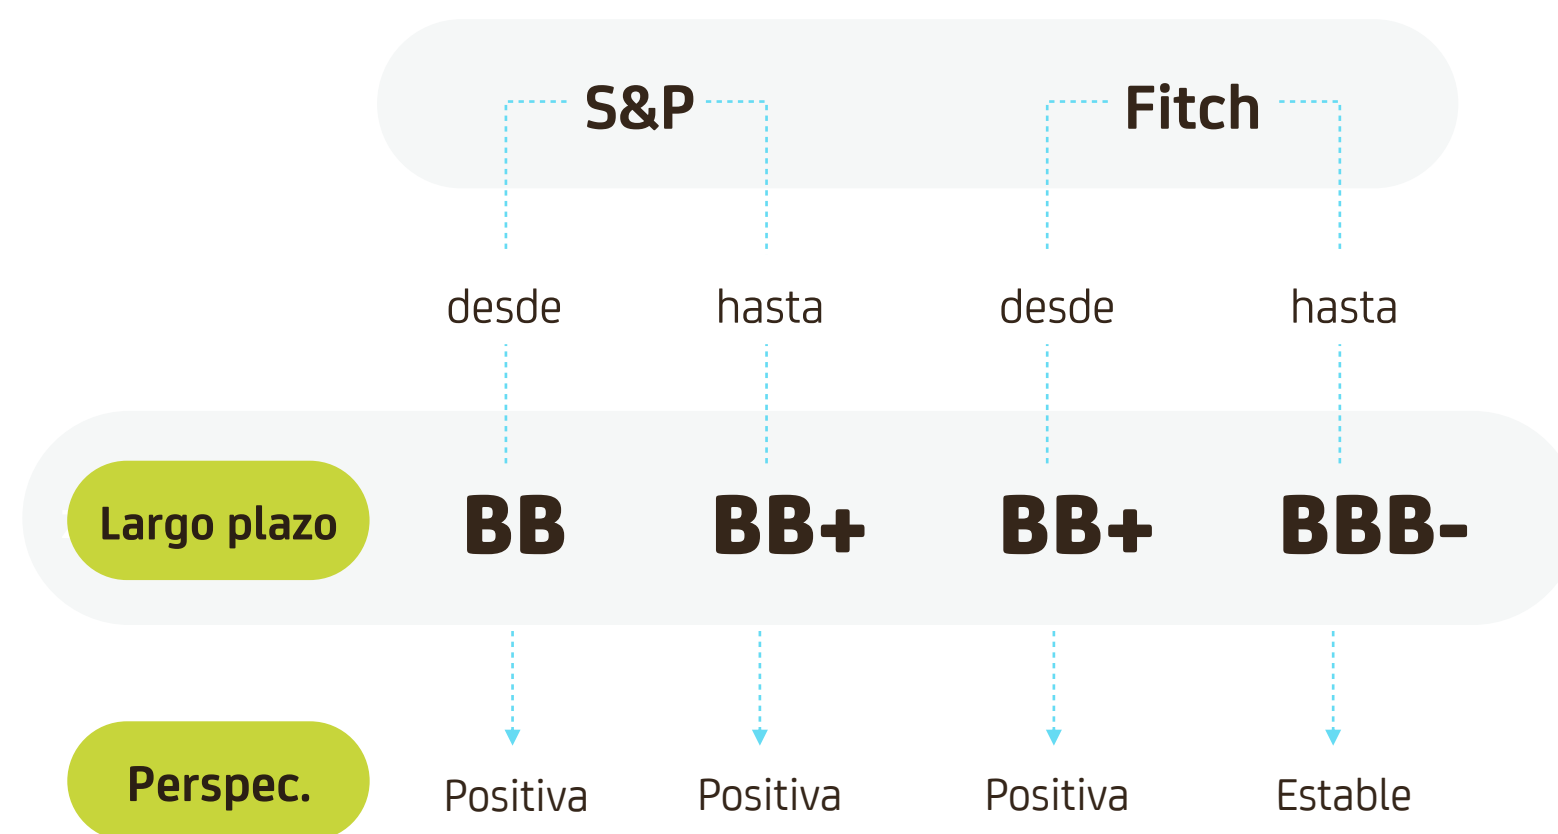 S&P Fitch
desde hasta desde hasta
Largo plazo BB BB+ BB+ BBB-
Perspec. Positiva Positiva Positiva Estable